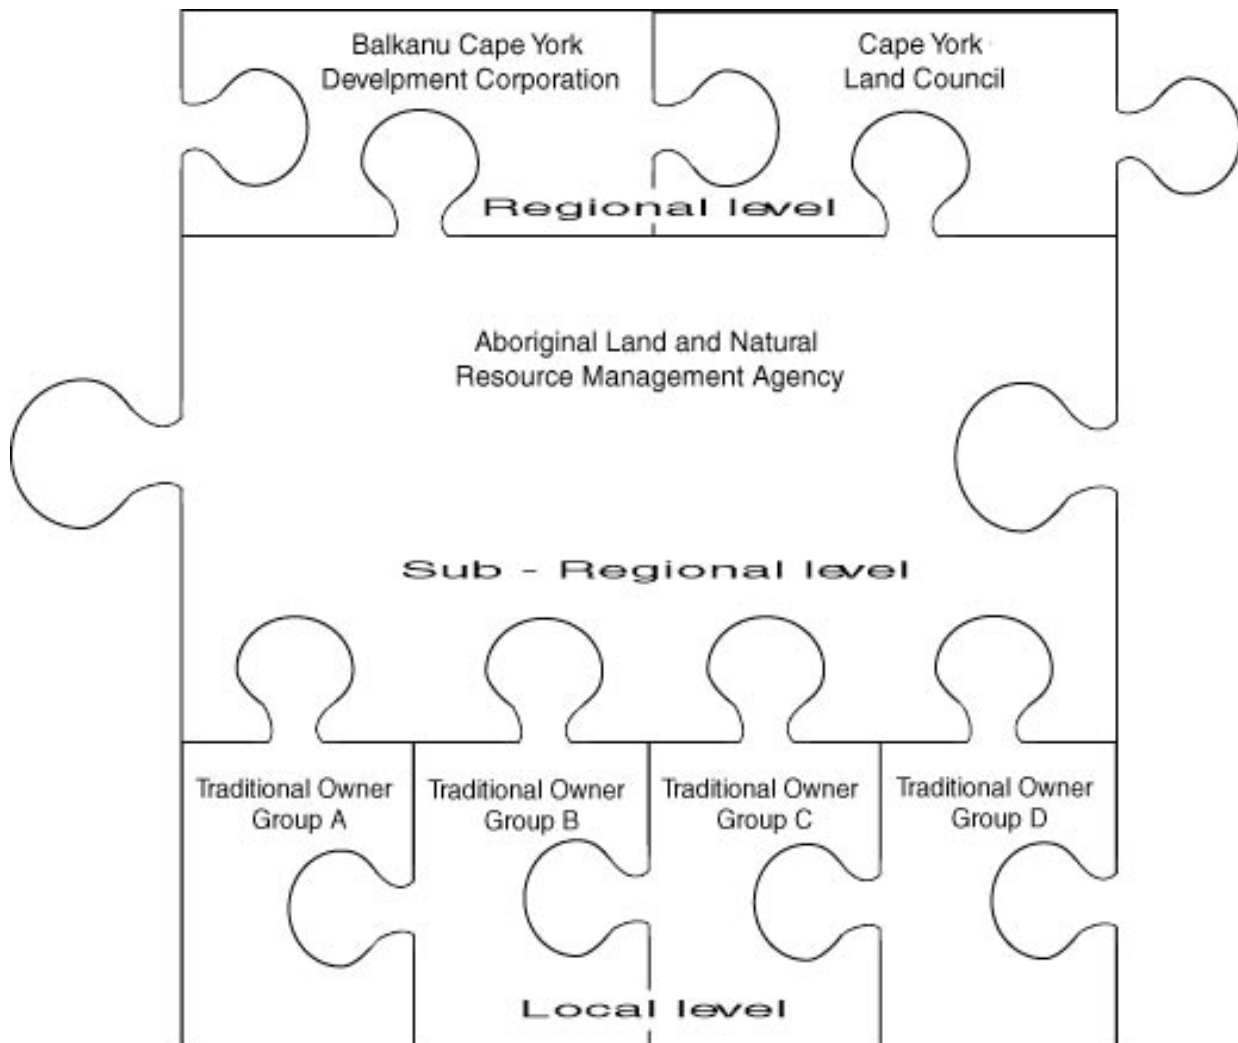 Balkanu Cape York
Develpment Corporation
Cape York
Land Council
Regional level
Aboriginal Land and Natural
Resource Management Agency
Sub - Regional level
Traditional Owner
Group A
Traditional Owner
Group B
Traditional Owner
Group C
Traditional Owner
Group D
Local level